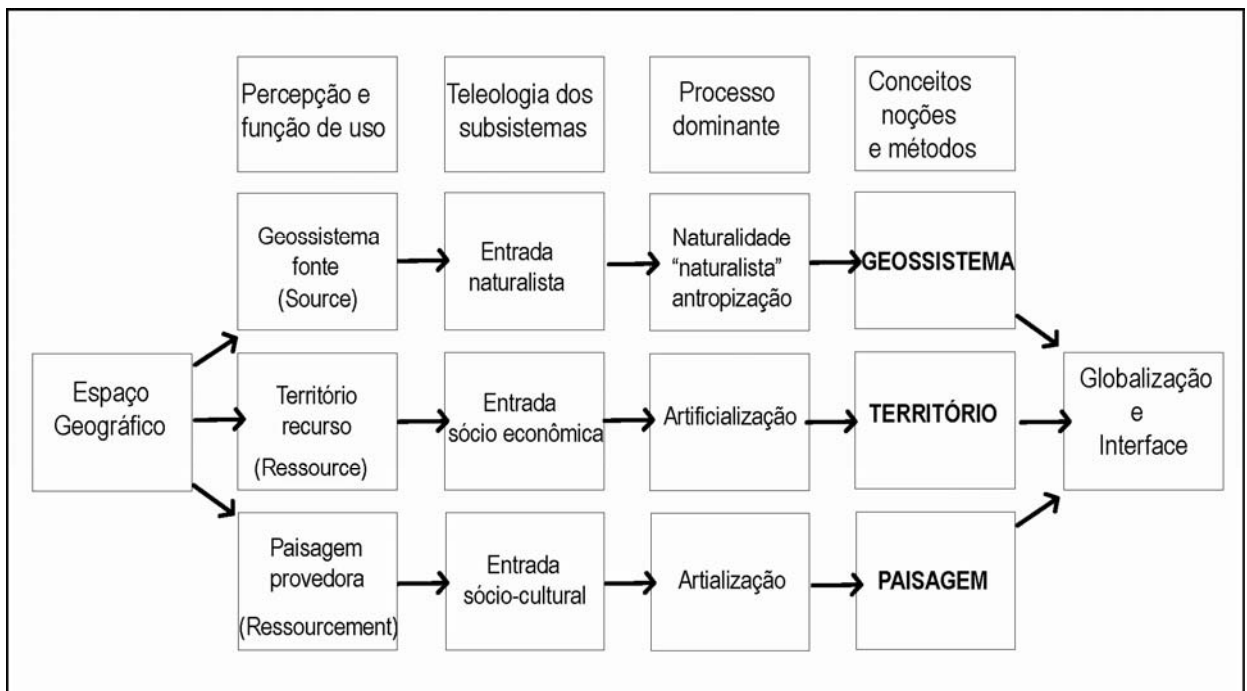 Percepção e
função de uso
Teleologia dos
subsistemas
Processo
dominante
Conceitos
noções
e métodos
Geossistema
fonte
(Source)
Entrada
naturalista
Naturalidade
“naturalista”
antropização
GEOSSISTEMA
Espaço
Geográfico
Território
recurso
(Ressource)
Entrada
sócio econômica
Artificialização
TERRITÓRIO
Globalização
e
Interface
Paisagem
provedora
(Ressourcement)
Entrada
sócio-cultural
Artialização
PAISAGEM